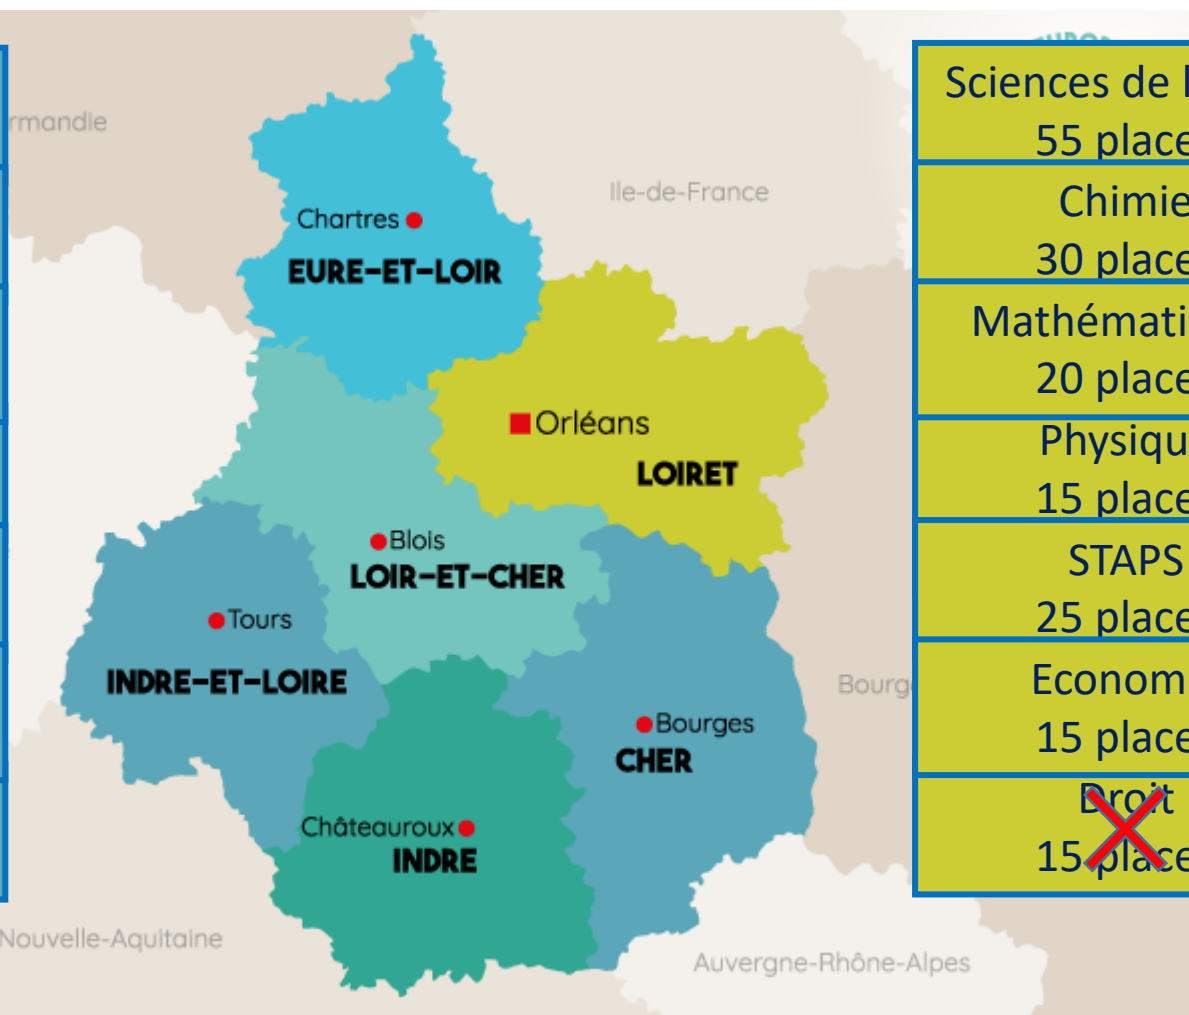 rmandie
Ile-de-France
Chartres
EURE-ET-LOIR
Orléans
LOIRET
Blois
LOIR-ET-CHER
Tours
INDRE-ET-LOIRE
Bourg
Bourges
CHER
Châteauroux
INDRE
Nouvelle-Aquitaine
Auvergne-Rhône-Alpes
Sciences de
55 place
Chimie
30 place
Mathémati
20 place
Physiqu
15 place
STAPS
25 place
Econom
15 place
Droit
15 place